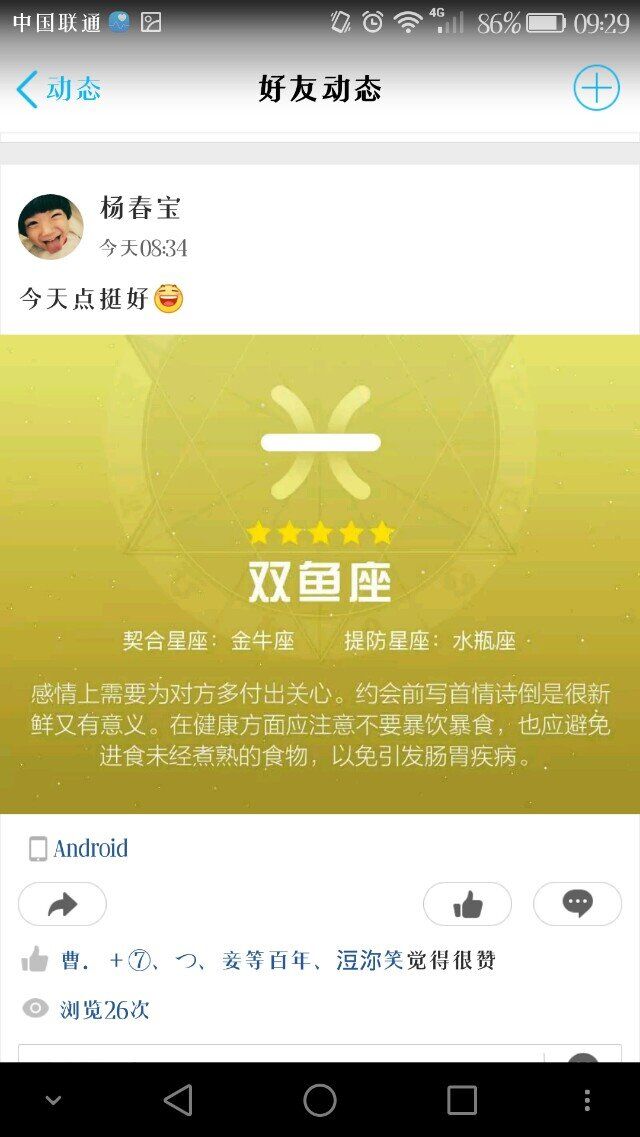 中国联通 4G 86% 09:29
动态 好友动态
杨春宝
今天08:34
今天点挺好
双鱼座
契合星座：金牛座 提防星座：水瓶座
感情上需要为对方多付出关心。约会前写首情诗倒是很新
鲜又有意义。在健康方面应注意不要暴饮暴食，也应避免
进食未经煮熟的食物，以免引发肠胃疾病。
Android
曹．+⑦、つ、妾等百年、浢沵笑觉得很赞
浏览26次